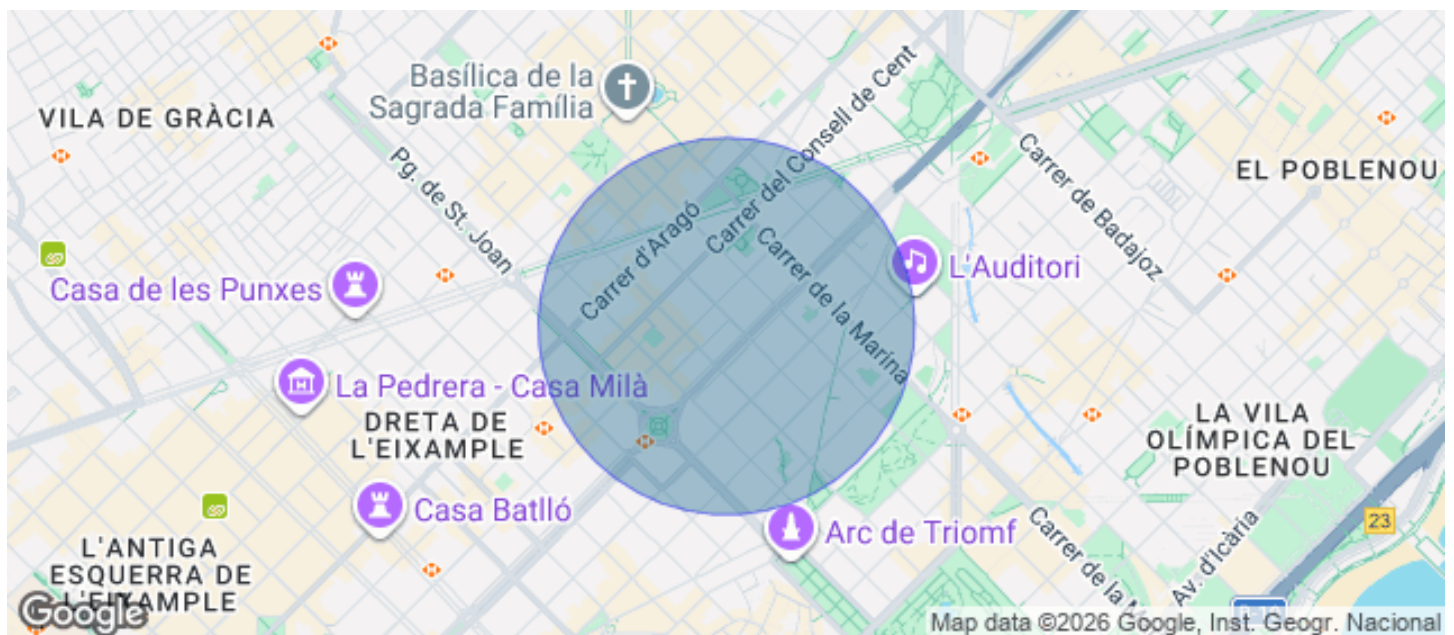 Basílica de la
Sagrada Família
VILA DE GRÀCIA
Pg. de St. Joan
Carrer del Consell de Cent
Carrer d'Aragó
Carrer de Badajoz
EL POBLENOU
Carrer de la Marina
L'Auditori
Casa de les Punxes
La Pedrera - Casa Milà
DRETA DE
L'EIXAMPLE
LA VILA
OLÍMPICA DEL
POBLENOU
Casa Batlló
Arc de Triomf
23
L'ANTIGA
ESQUERRA DE
L'EIXAMPLE
Carrer de la M
Av. d'Icària
Google
Map data ©2026 Google, Inst. Geogr. Nacional